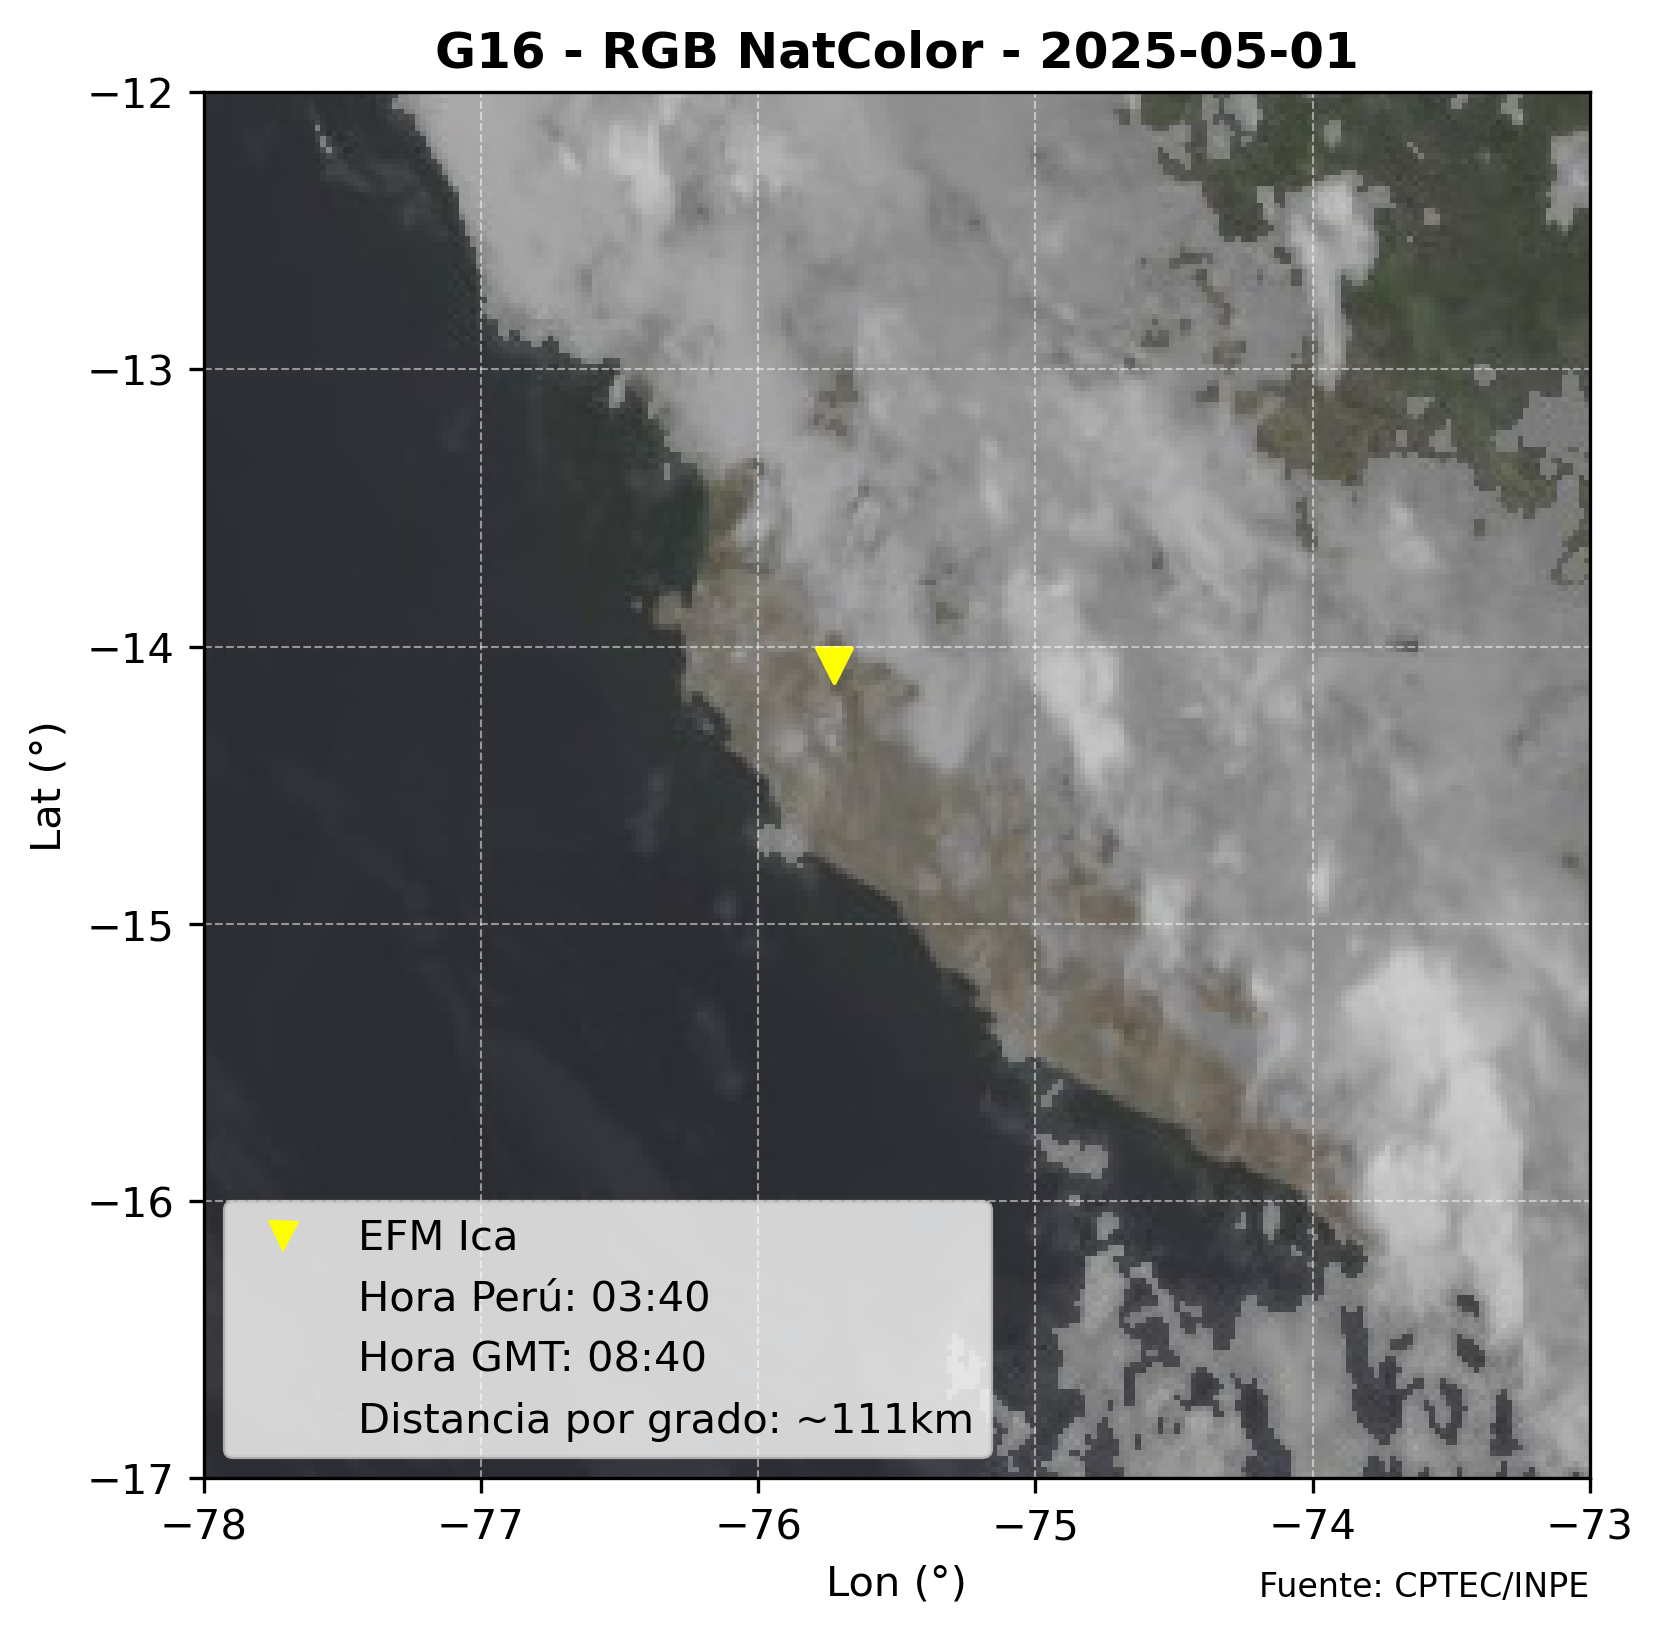 G16 - RGB NatColor - 2025-05-01
−12
−13
−14
−15
−16
−17
Lat (°)
EFM Ica
Hora Perú: 03:40
Hora GMT: 08:40
Distancia por grado: ~111km
−78
−77
−76
−75
−74
−73
Lon (°)
Fuente: CPTEC/INPE